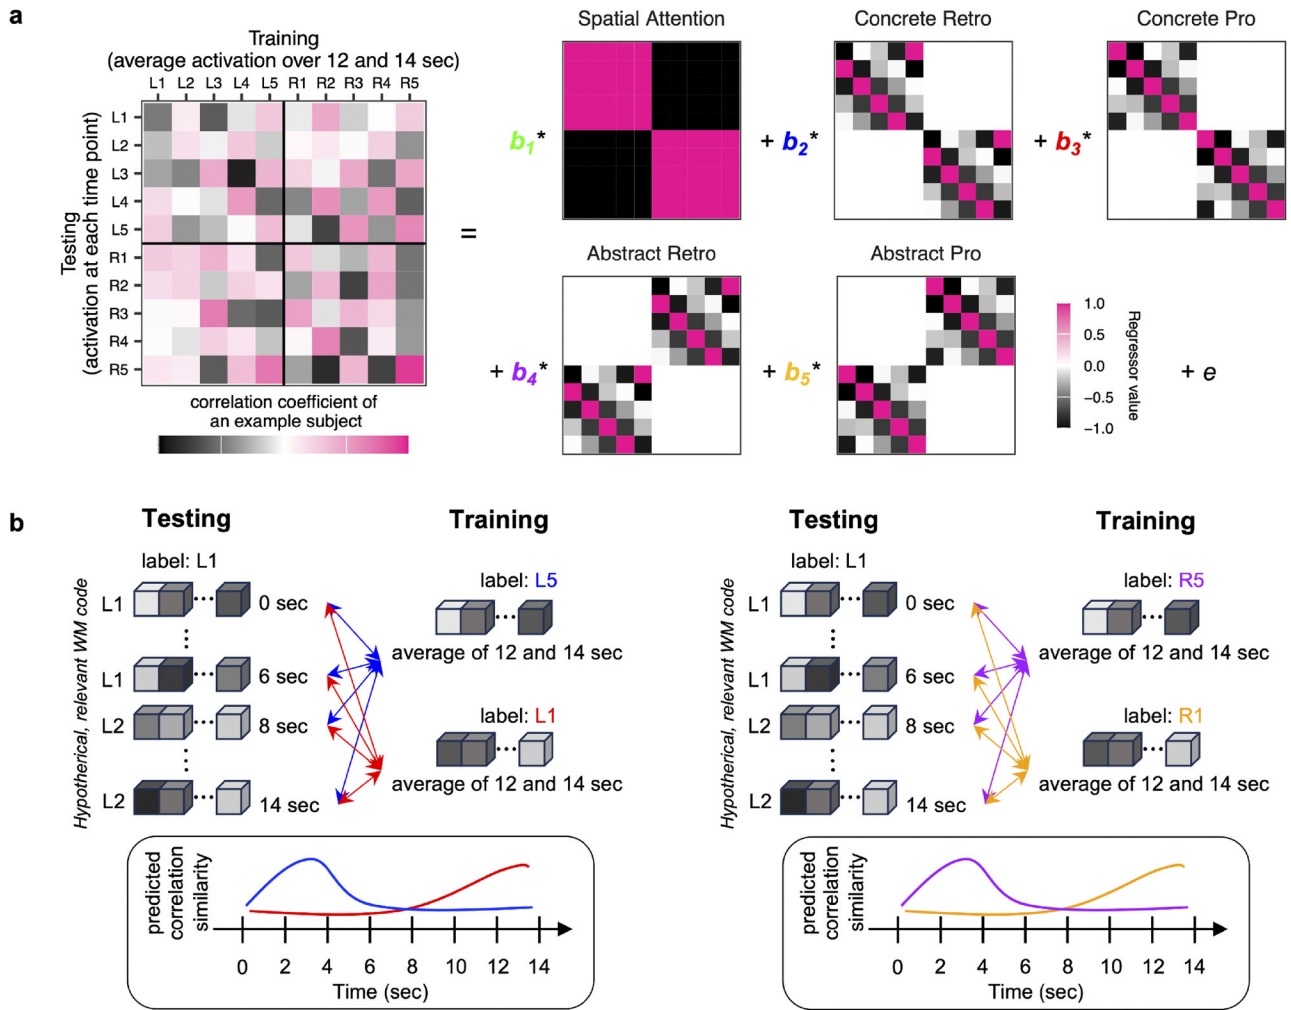 a
Training
(average activation over 12 and 14 sec)
L1 L2 L3 L4 L5 R1 R2 R3 R4 R5
Testing
(activation at each time point)
L1
L2
L3
L4
L5
R1
R2
R3
R4
R5
correlation coefficient of
an example subject
=
Spatial Attention
b1*
Concrete Retro
+ b2*
Concrete Pro
+ b3*
Abstract Retro
+ b4*
Abstract Pro
+ b5*
1.0
0.5
0.0
−0.5
−1.0
Regressor value
+ e
b
Testing
Training
label: L1
Hypotherical, relevant WM code
L1 ... 0 sec
L1 ... 6 sec
L2 ... 8 sec
L2 ... 14 sec
label: L5
average of 12 and 14 sec
label: L1
average of 12 and 14 sec
predicted
correlation
similarity
0 2 4 6 8 10 12 14
Time (sec)
Testing
Training
label: L1
Hypotherical, relevant WM code
L1 ... 0 sec
L1 ... 6 sec
L2 ... 8 sec
L2 ... 14 sec
label: R5
average of 12 and 14 sec
label: R1
average of 12 and 14 sec
predicted
correlation
similarity
0 2 4 6 8 10 12 14
Time (sec)